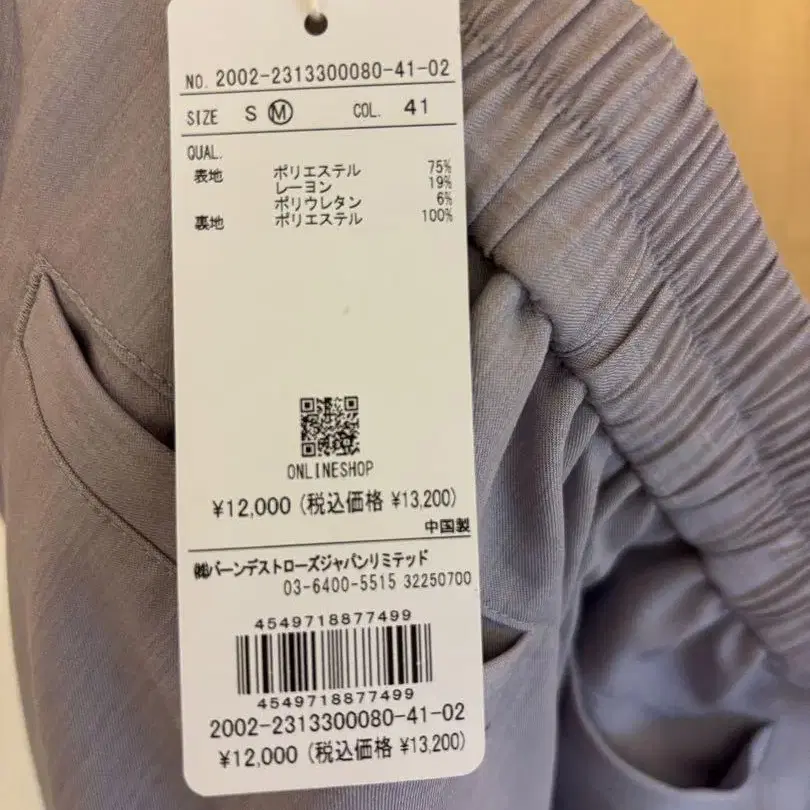 NO. 2002-2313300080-41-02
SIZE S Ⓜ COL. 41
QUAL.
表地 ポリエステル 75%
レーヨン 19%
ポリウレタン 6%
裏地 ポリエステル 100%
ONLINESHOP
¥12,000 (税込価格 ¥13,200)
中国製
㈱バーンデストローズジャパンリミテッド
03-6400-5515 32250700
4549718877499
4549718877499
2002-2313300080-41-02
¥12,000 (税込価格 ¥13,200)